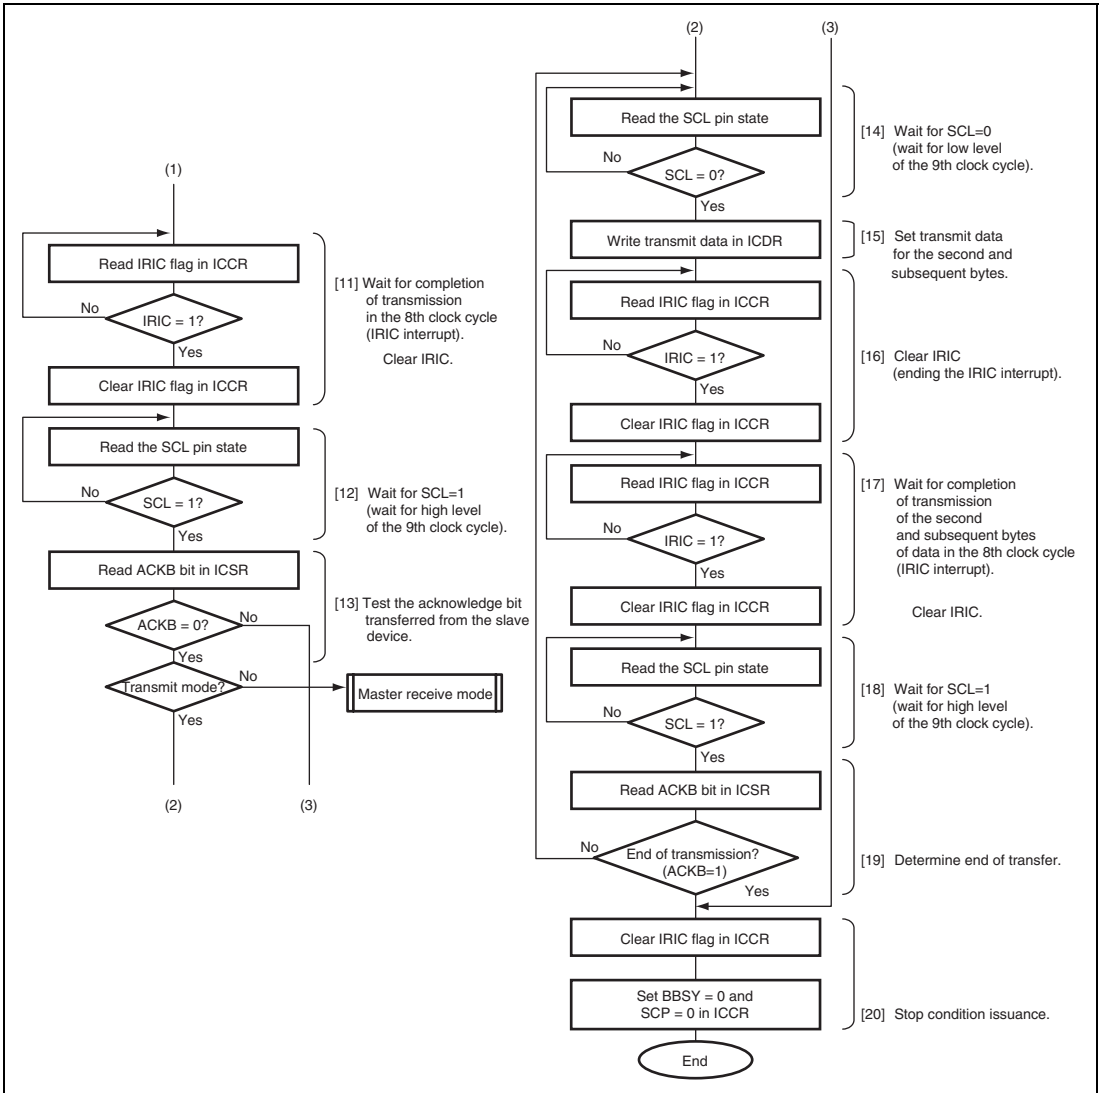 (1)
Read IRIC flag in ICCR
No
IRIC = 1?
Yes
Clear IRIC flag in ICCR
[11] Wait for completion
of transmission
in the 8th clock cycle
(IRIC interrupt).
Clear IRIC.
Read the SCL pin state
No
SCL = 1?
Yes
[12] Wait for SCL=1
(wait for high level
of the 9th clock cycle).
Read ACKB bit in ICSR
ACKB = 0?
No
Yes
[13] Test the acknowledge bit
transferred from the slave
device.
Transmit mode?
No
Master receive mode
Yes
(2)
(3)
(2)
(3)
Read the SCL pin state
No
SCL = 0?
Yes
[14] Wait for SCL=0
(wait for low level
of the 9th clock cycle).
Write transmit data in ICDR
[15] Set transmit data
for the second and
subsequent bytes.
Read IRIC flag in ICCR
No
IRIC = 1?
Yes
Clear IRIC flag in ICCR
[16] Clear IRIC
(ending the IRIC interrupt).
Read IRIC flag in ICCR
No
IRIC = 1?
Yes
Clear IRIC flag in ICCR
[17] Wait for completion
of transmission
of the second
and subsequent bytes
of data in the 8th clock cycle
(IRIC interrupt).
Clear IRIC.
Read the SCL pin state
No
SCL = 1?
Yes
[18] Wait for SCL=1
(wait for high level
of the 9th clock cycle).
Read ACKB bit in ICSR
No
End of transmission?
(ACKB=1)
Yes
[19] Determine end of transfer.
Clear IRIC flag in ICCR
Set BBSY = 0 and
SCP = 0 in ICCR
[20] Stop condition issuance.
End